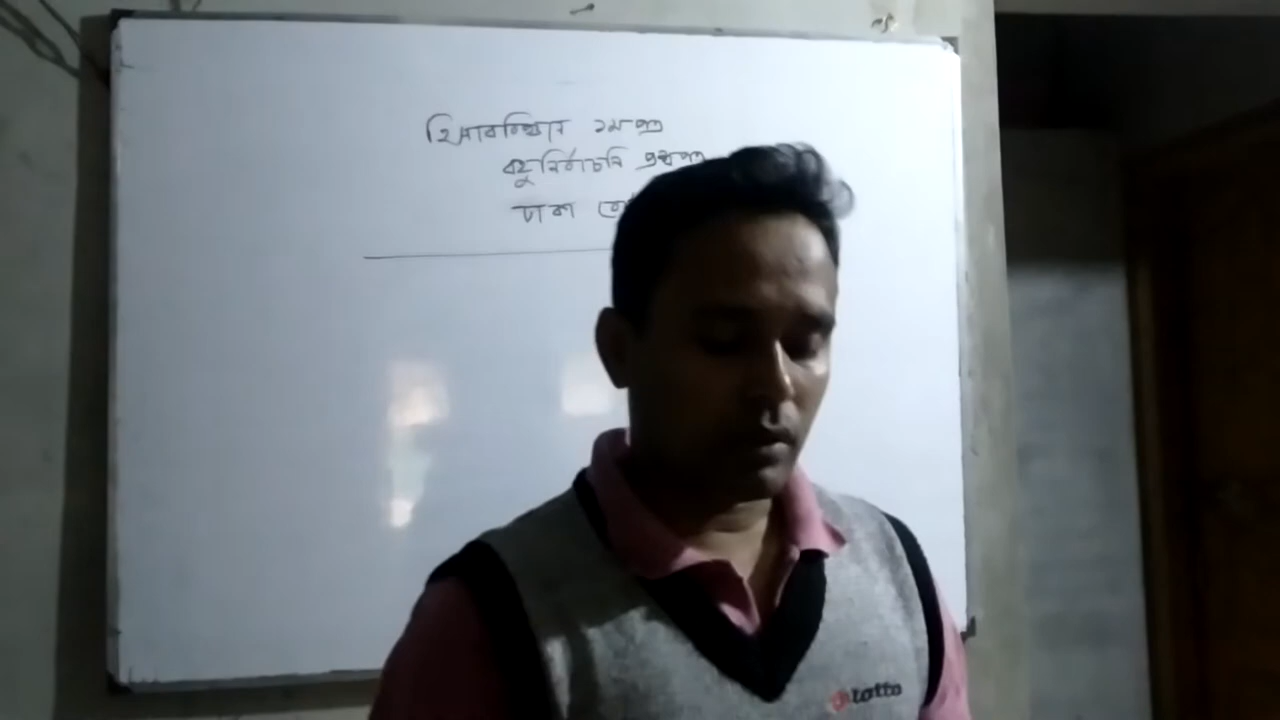 হিসাববিজ্ঞান ১ম পত্র
বহু নির্বাচনি প্রশ্নপত্র
ঢাকা
lotto